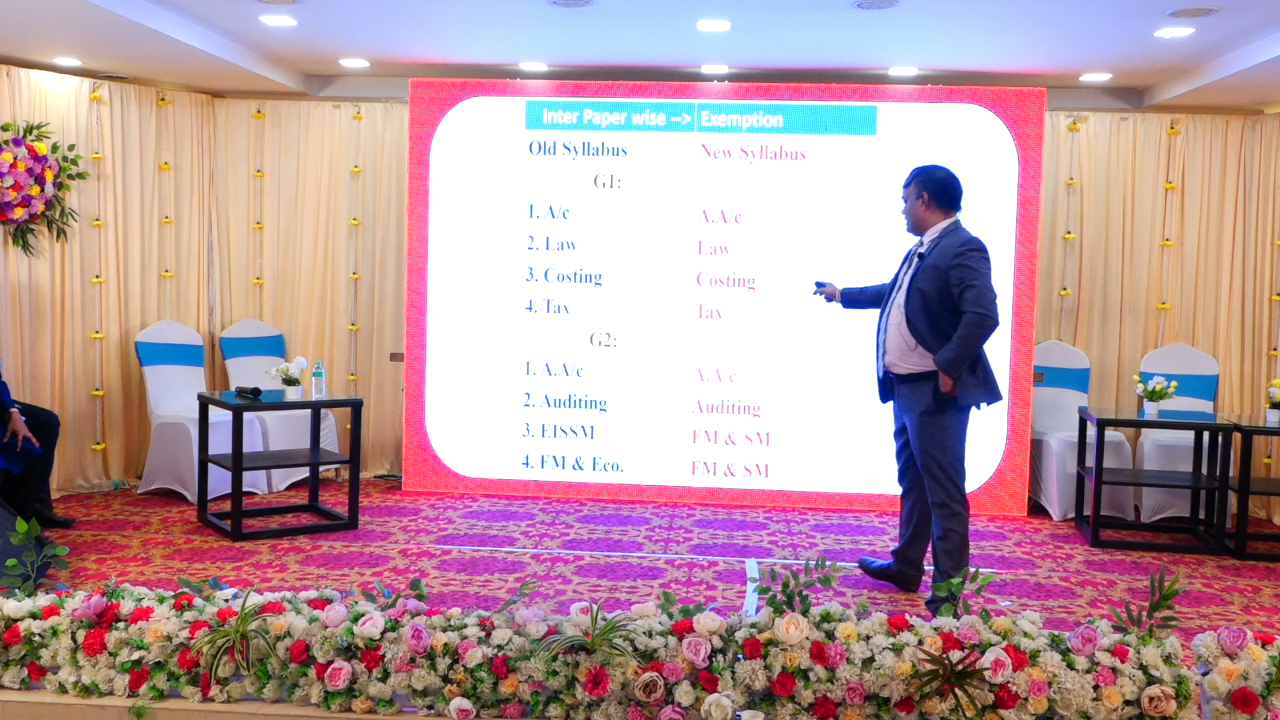 Inter Paper wise --> Exemption
Old Syllabus New Syllabus
G1:
1. A/c A.A/c
2. Law Law
3. Costing Costing
4. Tax Tax
G2:
1. A.A/c A.A/c
2. Auditing Auditing
3. EISSM FM & SM
4. FM & Eco. FM & SM